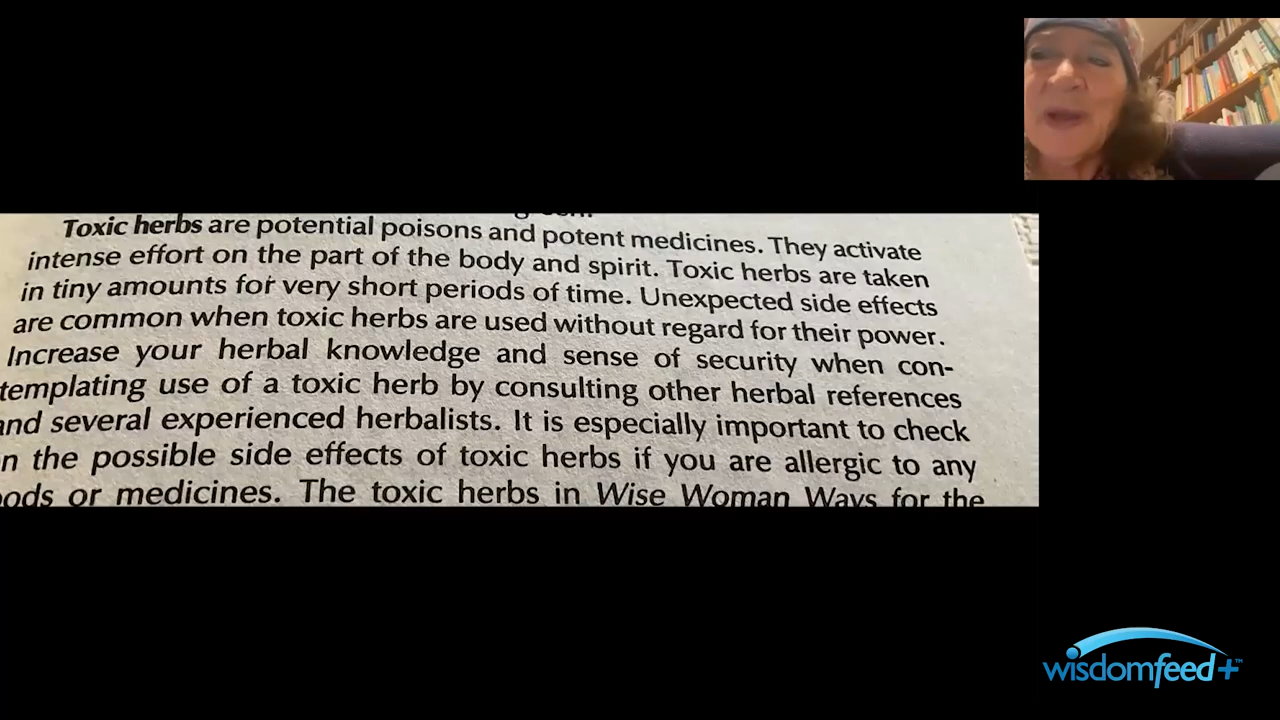 Toxic herbs are potential poisons and potent medicines. They activate
intense effort on the part of the body and spirit. Toxic herbs are taken
in tiny amounts for very short periods of time. Unexpected side effects
are common when toxic herbs are used without regard for their power.
Increase your herbal knowledge and sense of security when con-
templating use of a toxic herb by consulting other herbal references
and several experienced herbalists. It is especially important to check
n the possible side effects of toxic herbs if you are allergic to any
oods or medicines. The toxic herbs in Wise Woman Ways for the
wisdomfeed+™